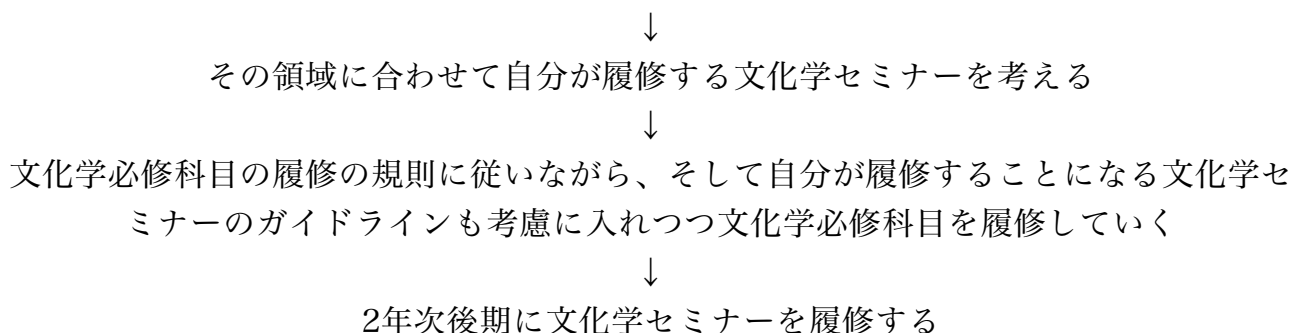 ↓
その領域に合わせて自分が履修する文化学セミナーを考える
↓
文化学必修科目の履修の規則に従いながら、そして自分が履修することになる文化学セ
ミナーのガイドラインも考慮に入れつつ文化学必修科目を履修していく
↓
2年次後期に文化学セミナーを履修する